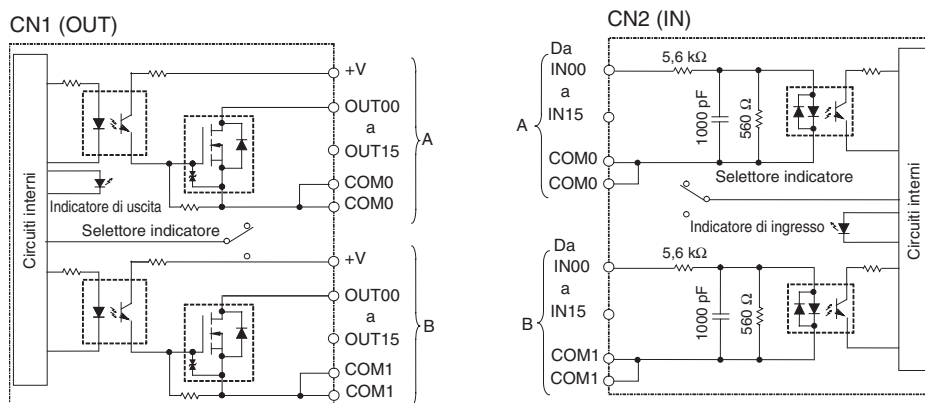 CN1 (OUT)
+V
OUT00
a
OUT15
COM0
COM0
A
Circuiti interni
Indicatore di uscita
Selettore indicatore
+V
OUT00
a
OUT15
COM1
COM1
B
CN2 (IN)
Da
IN00
a
IN15
COM0
COM0
A
5,6 kΩ
1000 pF
560 Ω
Selettore indicatore
Indicatore di ingresso
Circuiti interni
Da
IN00
a
IN15
COM1
COM1
B
5,6 kΩ
1000 pF
560 Ω